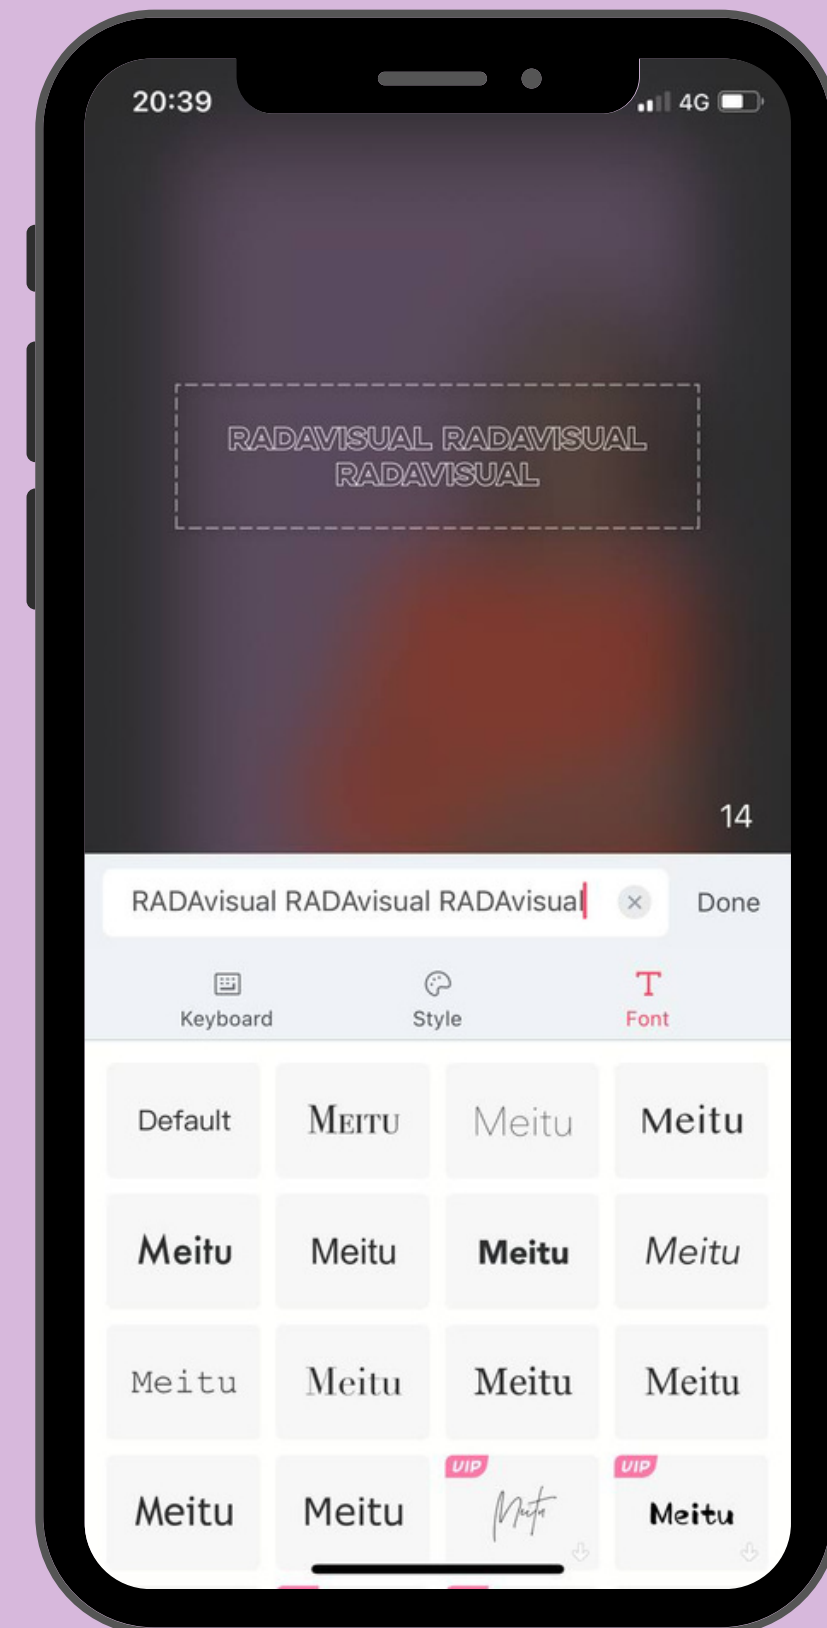 20:39 4G
RADAVISUAL RADAVISUAL
RADAVISUAL
14
RADAvisual RADAvisual RADAvisual Done
Keyboard Style Font
Default MEITU Meitu Meitu
Meitu Meitu Meitu Meitu
Meitu Meitu Meitu Meitu
VIP VIP
Meitu Meitu Meitu Meitu